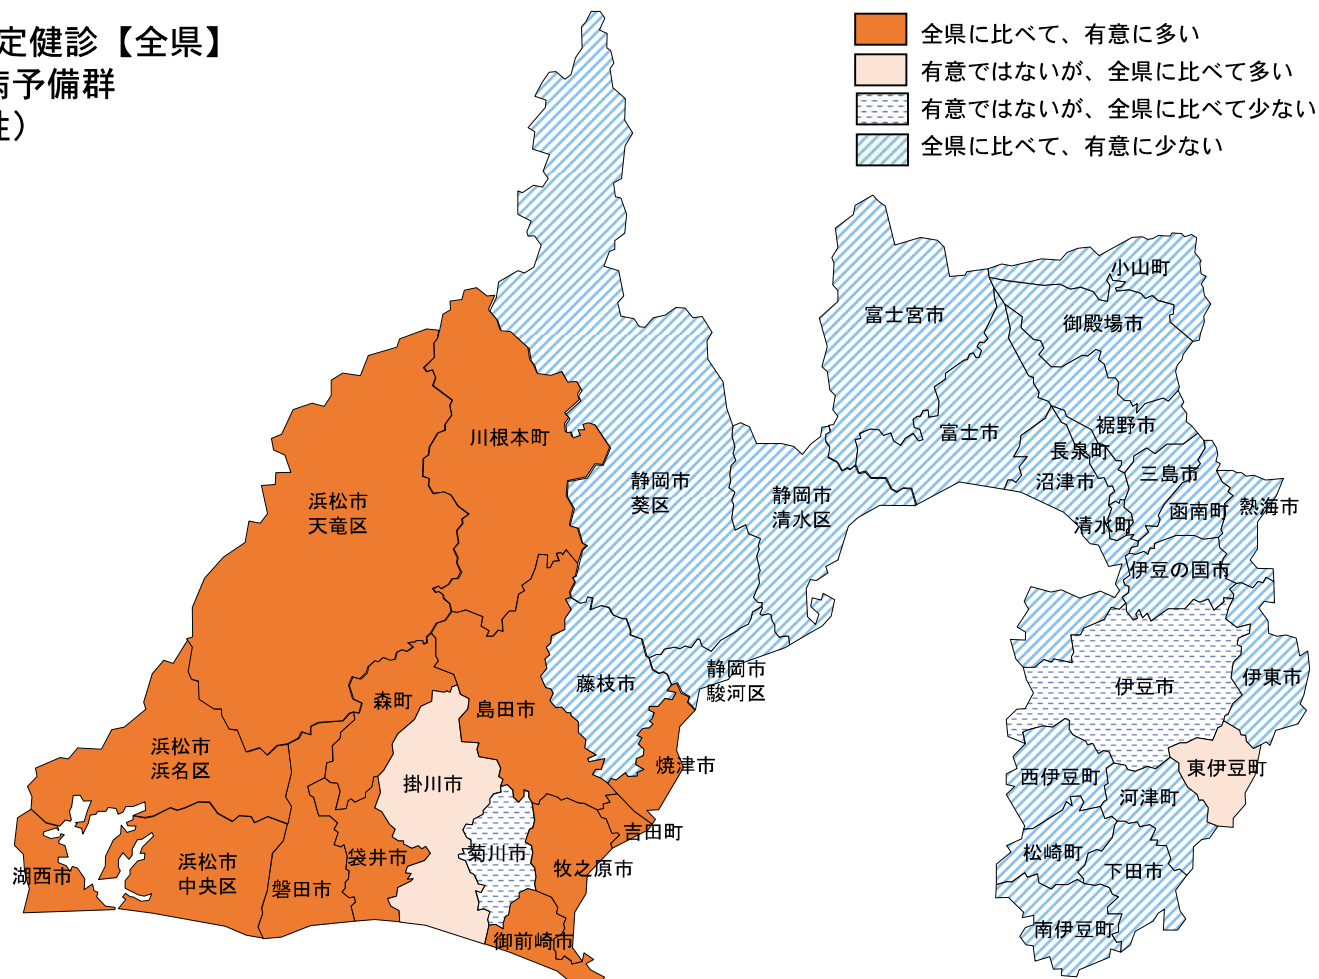 定健診【全県】
病予備群
性）
全県に比べて、有意に多い
有意ではないが、全県に比べて多い
有意ではないが、全県に比べて少ない
全県に比べて、有意に少ない
小山町
富士宮市
御殿場市
裾野市
富士市
長泉町
川根本町
三島市
沼津市
静岡市
葵区
静岡市
清水区
浜松市
天竜区
函南町
熱海市
清水町
伊豆の国市
静岡市
駿河区
藤枝市
伊豆市
伊東市
森町
島田市
浜松市
浜名区
焼津市
東伊豆町
西伊豆町
掛川市
河津町
吉田町
菊川市
松崎町
袋井市
牧之原市
浜松市
中央区
下田市
湖西市
磐田市
南伊豆町
御前崎市